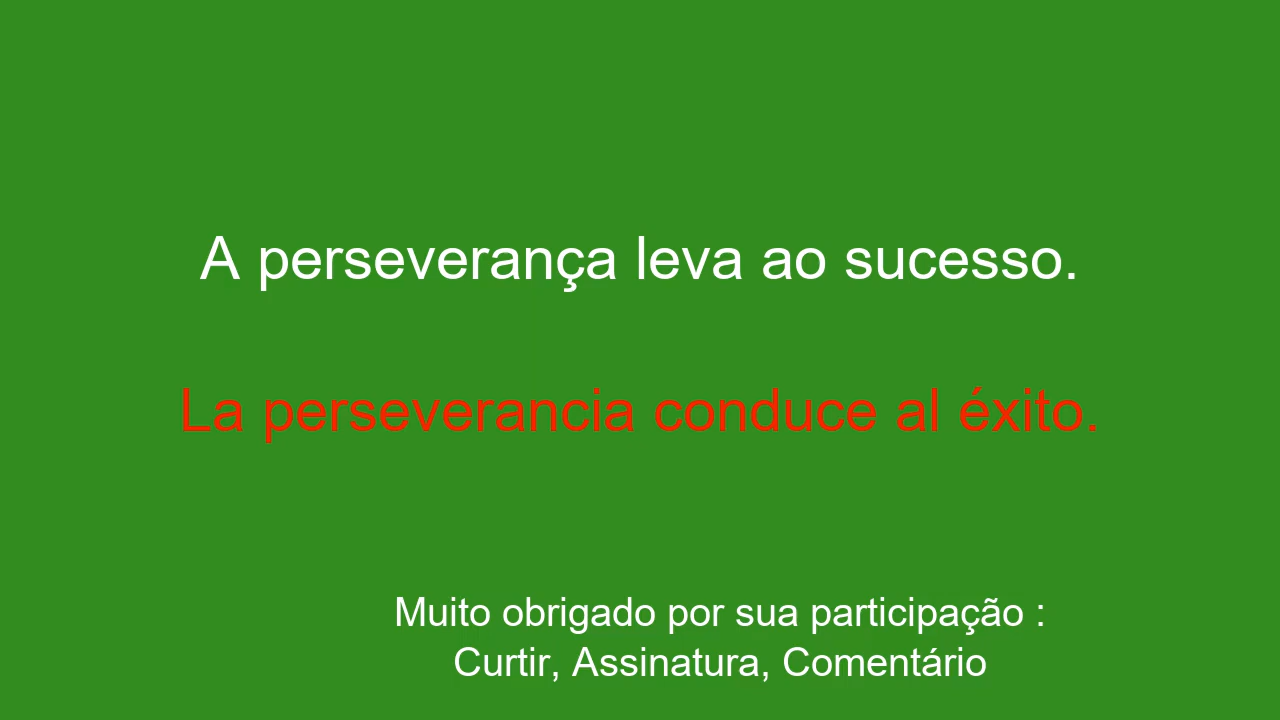 A perseverança leva ao sucesso.
La perseverancia conduce al éxito.
Muito obrigado por sua participação :
Curtir, Assinatura, Comentário